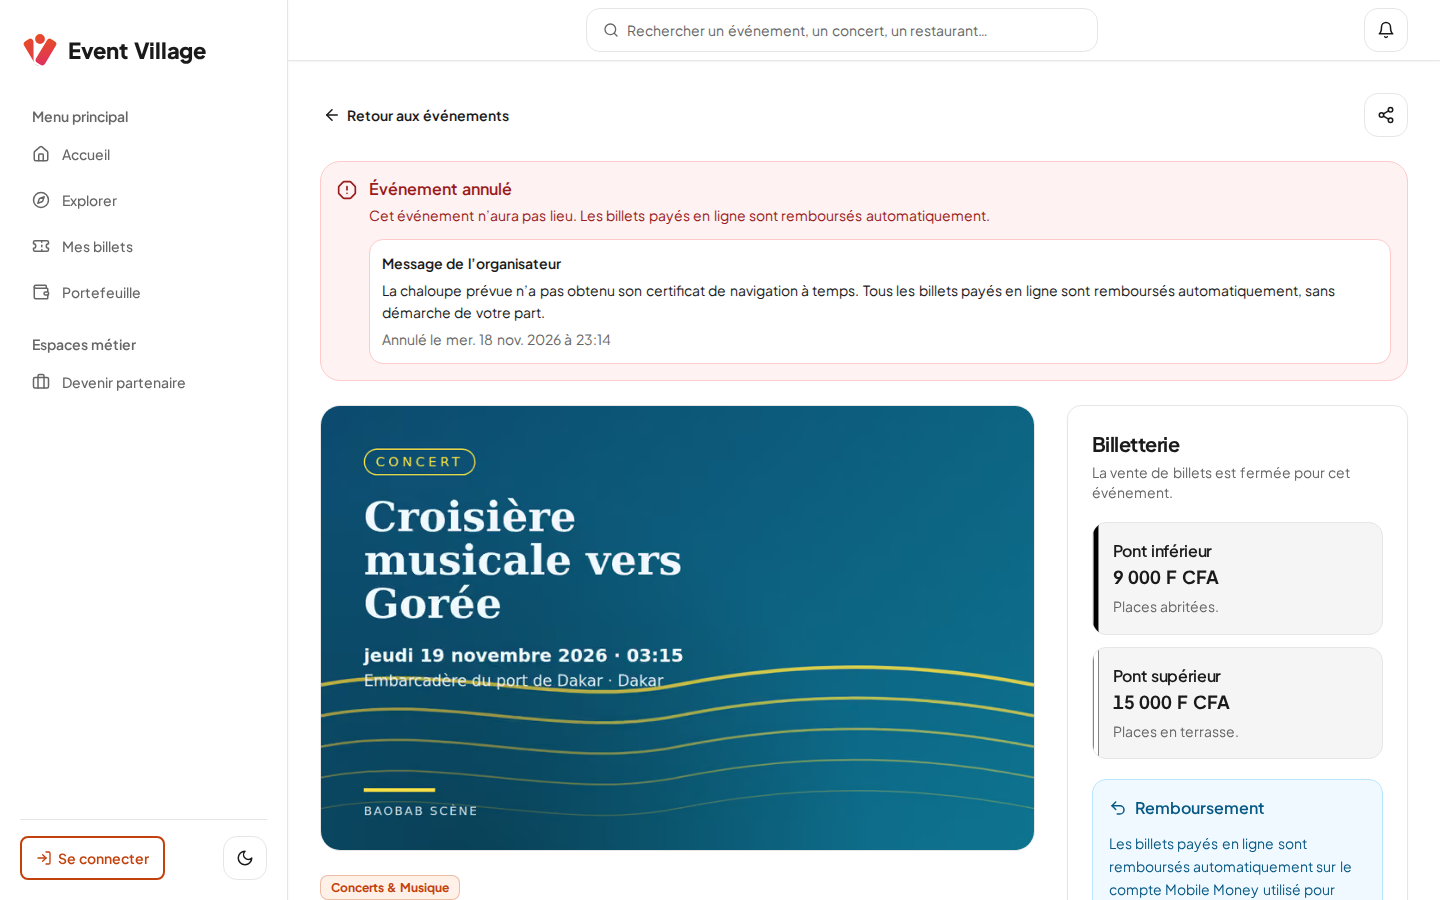 Event Village
Menu principal
Accueil
Explorer
Mes billets
Portefeuille
Espaces métier
Devenir partenaire
Se connecter
Rechercher un événement, un concert, un restaurant…
Retour aux événements
Événement annulé
Cet événement n’aura pas lieu. Les billets payés en ligne sont remboursés automatiquement.
Message de l’organisateur
La chaloupe prévue n’a pas obtenu son certificat de navigation à temps. Tous les billets payés en ligne sont remboursés automatiquement, sans
démarche de votre part.
Annulé le mer. 18 nov. 2026 à 23:14
CONCERT
Croisière
musicale vers
Gorée
jeudi 19 novembre 2026 · 03:15
Embarcadère du port de Dakar · Dakar
BAOBAB SCÈNE
Concerts & Musique
Billetterie
La vente de billets est fermée pour cet
événement.
Pont inférieur
9 000 F CFA
Places abritées.
Pont supérieur
15 000 F CFA
Places en terrasse.
Remboursement
Les billets payés en ligne sont
remboursés automatiquement sur le
compte Mobile Money utilisé pour